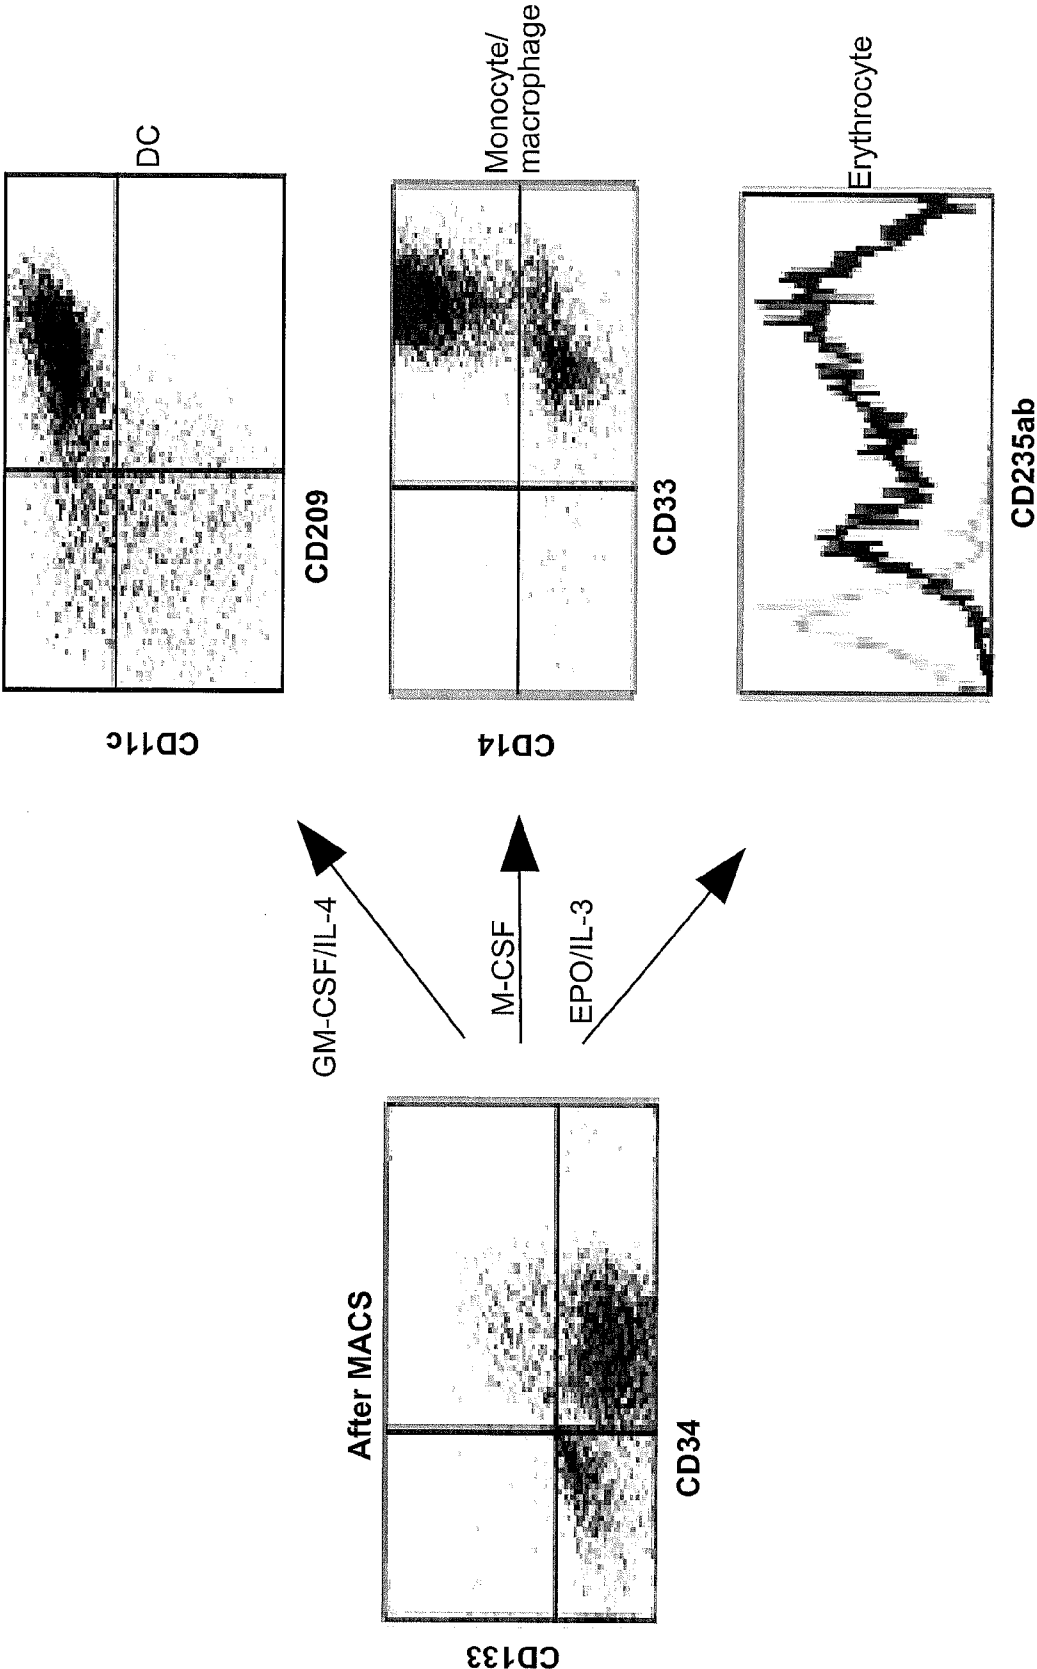 After MACS
CD133
CD34
GM-CSF/IL-4
M-CSF
EPO/IL-3
CD11c
CD209
DC
CD14
CD33
Monocyte/
macrophage
CD235ab
Erythrocyte